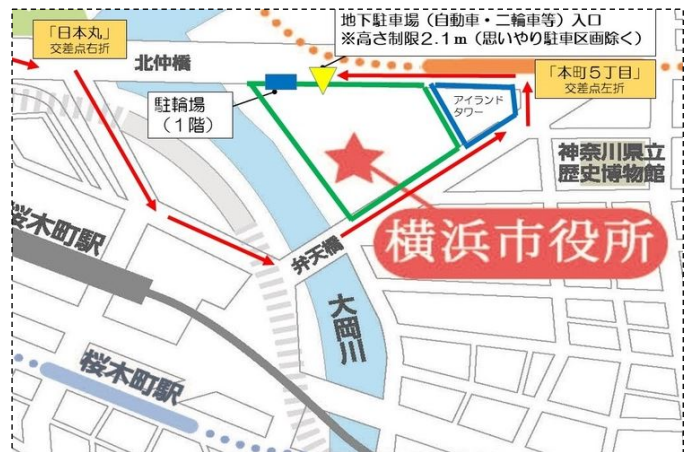 地下駐車場（自動車・二輪車等）入口
※高さ制限２.１ｍ（思いやり駐車区画除く）
「日本丸」
交差点右折
北仲橋
「本町５丁目」
交差点左折
駐輪場
（１階）
アイランド
タワー
神奈川県立
歴史博物館
横浜市役所
桜木町駅
弁天橋
大岡川
桜木町駅